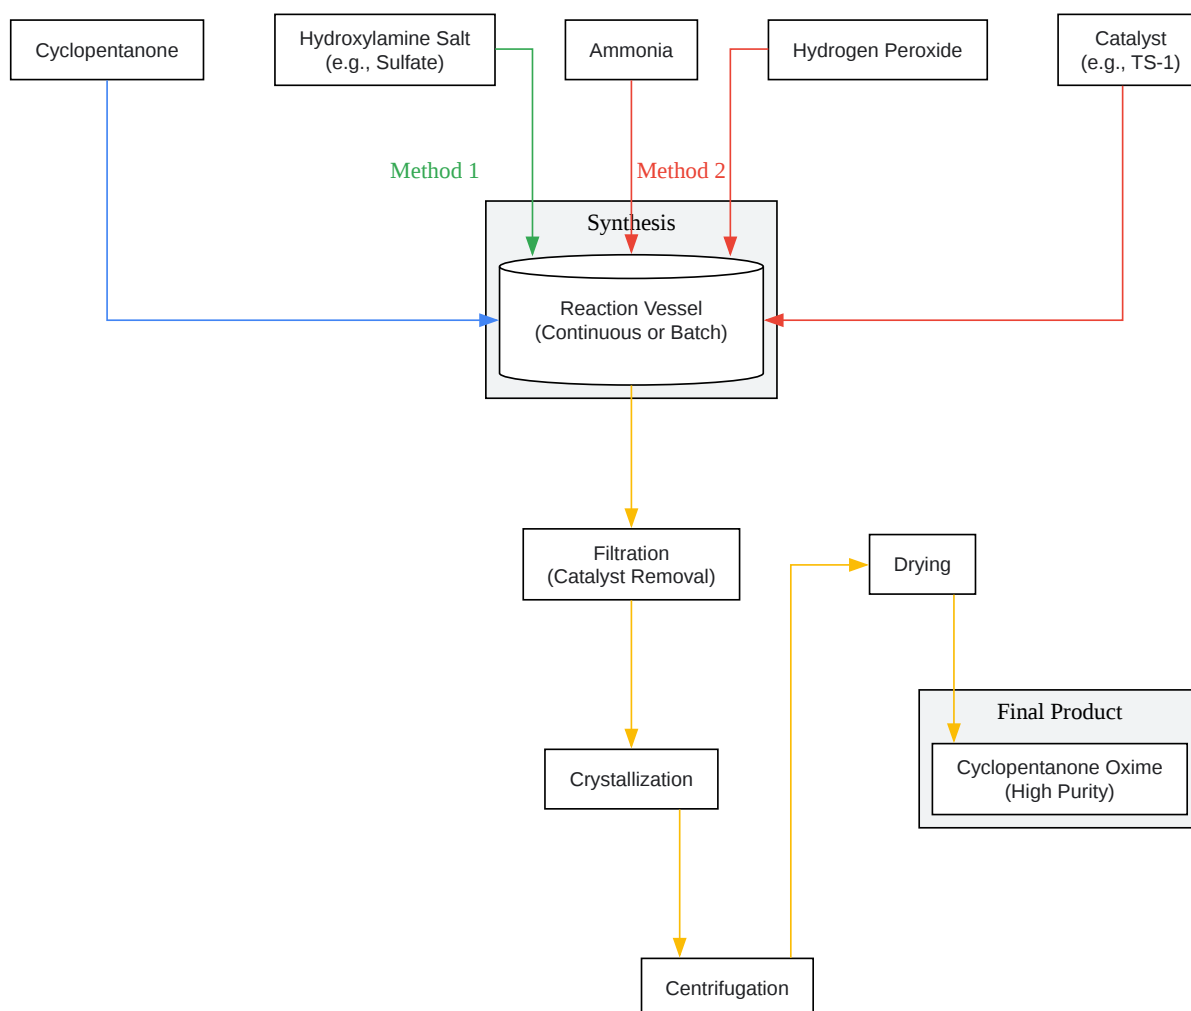 Cyclopentanone
Hydroxylamine Salt
(e.g., Sulfate)
Ammonia
Hydrogen Peroxide
Catalyst
(e.g., TS-1)
Method 1
Method 2
Synthesis
Reaction Vessel
(Continuous or Batch)
Filtration
(Catalyst Removal)
Drying
Final Product
Cyclopentanone Oxime
(High Purity)
Crystallization
Centrifugation